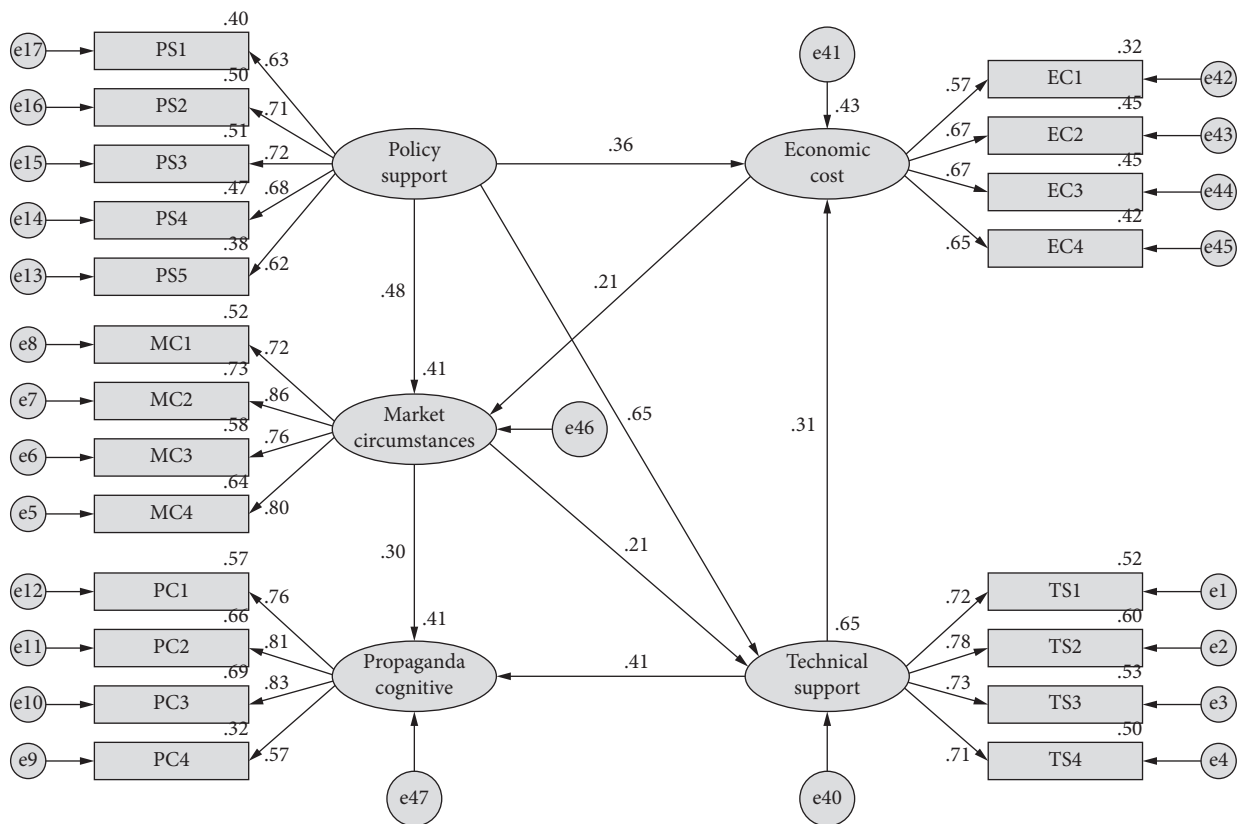 .40
e17
PS1
.63
.50
e16
PS2
.71
.51
e15
PS3
.72
.47
e14
PS4
.68
.38
e13
PS5
.62
Policy
support
.36
e41
.43
Economic
cost
.32
.57
EC1
e42
.45
.67
EC2
e43
.45
.67
EC3
e44
.42
.65
EC4
e45
.48
.21
.52
e8
MC1
.72
.73
e7
MC2
.86
.58
e6
MC3
.76
.64
e5
MC4
.80
.41
Market
circumstances
e46
.65
.31
.30
.21
.57
e12
PC1
.76
.66
e11
PC2
.81
.69
e10
PC3
.83
.32
e9
PC4
.57
.41
Propaganda
cognitive
e47
.41
.65
Technical
support
e40
.52
.72
TS1
e1
.60
.78
TS2
e2
.53
.73
TS3
e3
.50
.71
TS4
e4